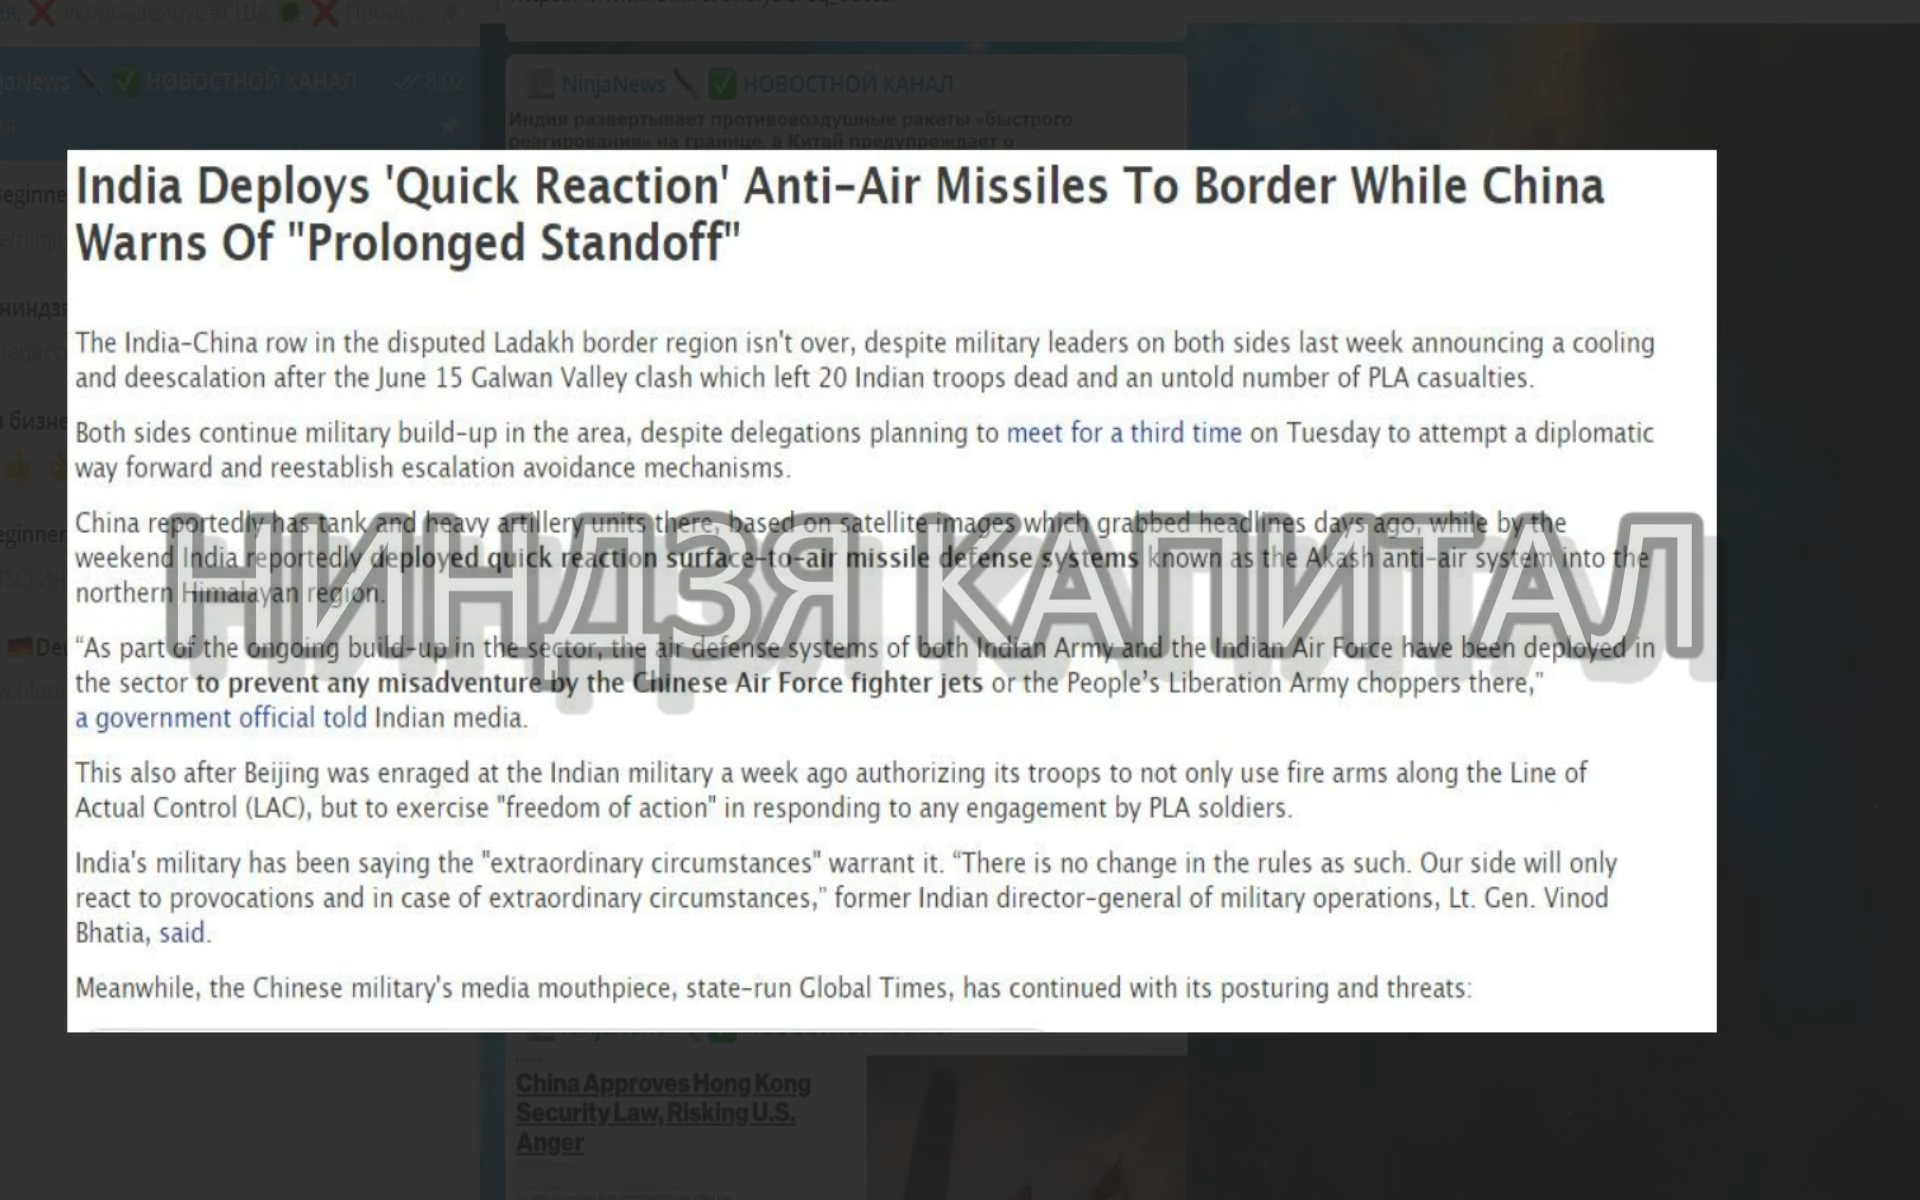 #коронавирус #США Проис...
https://
NinjaNews НОВОСТНОЙ КАНАЛ
8:02
NinjaNews НОВОСТНОЙ КАНАЛ
Индия развертывает противовоздушные ракеты «быстрого
реагирования» на границе, а Китай предупреждает о
India Deploys 'Quick Reaction' Anti-Air Missiles To Border While China
Warns Of "Prolonged Standoff"
The India-China row in the disputed Ladakh border region isn't over, despite military leaders on both sides last week announcing a cooling
and deescalation after the June 15 Galwan Valley clash which left 20 Indian troops dead and an untold number of PLA casualties.
Both sides continue military build-up in the area, despite delegations planning to meet for a third time on Tuesday to attempt a diplomatic
way forward and reestablish escalation avoidance mechanisms.
China reportedly has tank and heavy artillery units there, based on satellite images which grabbed headlines days ago, while by the
weekend India reportedly deployed quick reaction surface-to-air missile defense systems known as the Akash anti-air system into the
northern Himalayan region.
НИНДЗЯ КАПИТАЛ
“As part of the ongoing build-up in the sector, the air defense systems of both Indian Army and the Indian Air Force have been deployed in
the sector to prevent any misadventure by the Chinese Air Force fighter jets or the People’s Liberation Army choppers there,”
a government official told Indian media.
This also after Beijing was enraged at the Indian military a week ago authorizing its troops to not only use fire arms along the Line of
Actual Control (LAC), but to exercise "freedom of action" in responding to any engagement by PLA soldiers.
India's military has been saying the "extraordinary circumstances" warrant it. “There is no change in the rules as such. Our side will only
react to provocations and in case of extraordinary circumstances,” former Indian director-general of military operations, Lt. Gen. Vinod
Bhatia, said.
Meanwhile, the Chinese military's media mouthpiece, state-run Global Times, has continued with its posturing and threats:
China Approves Hong Kong
Security Law, Risking U.S.
Anger